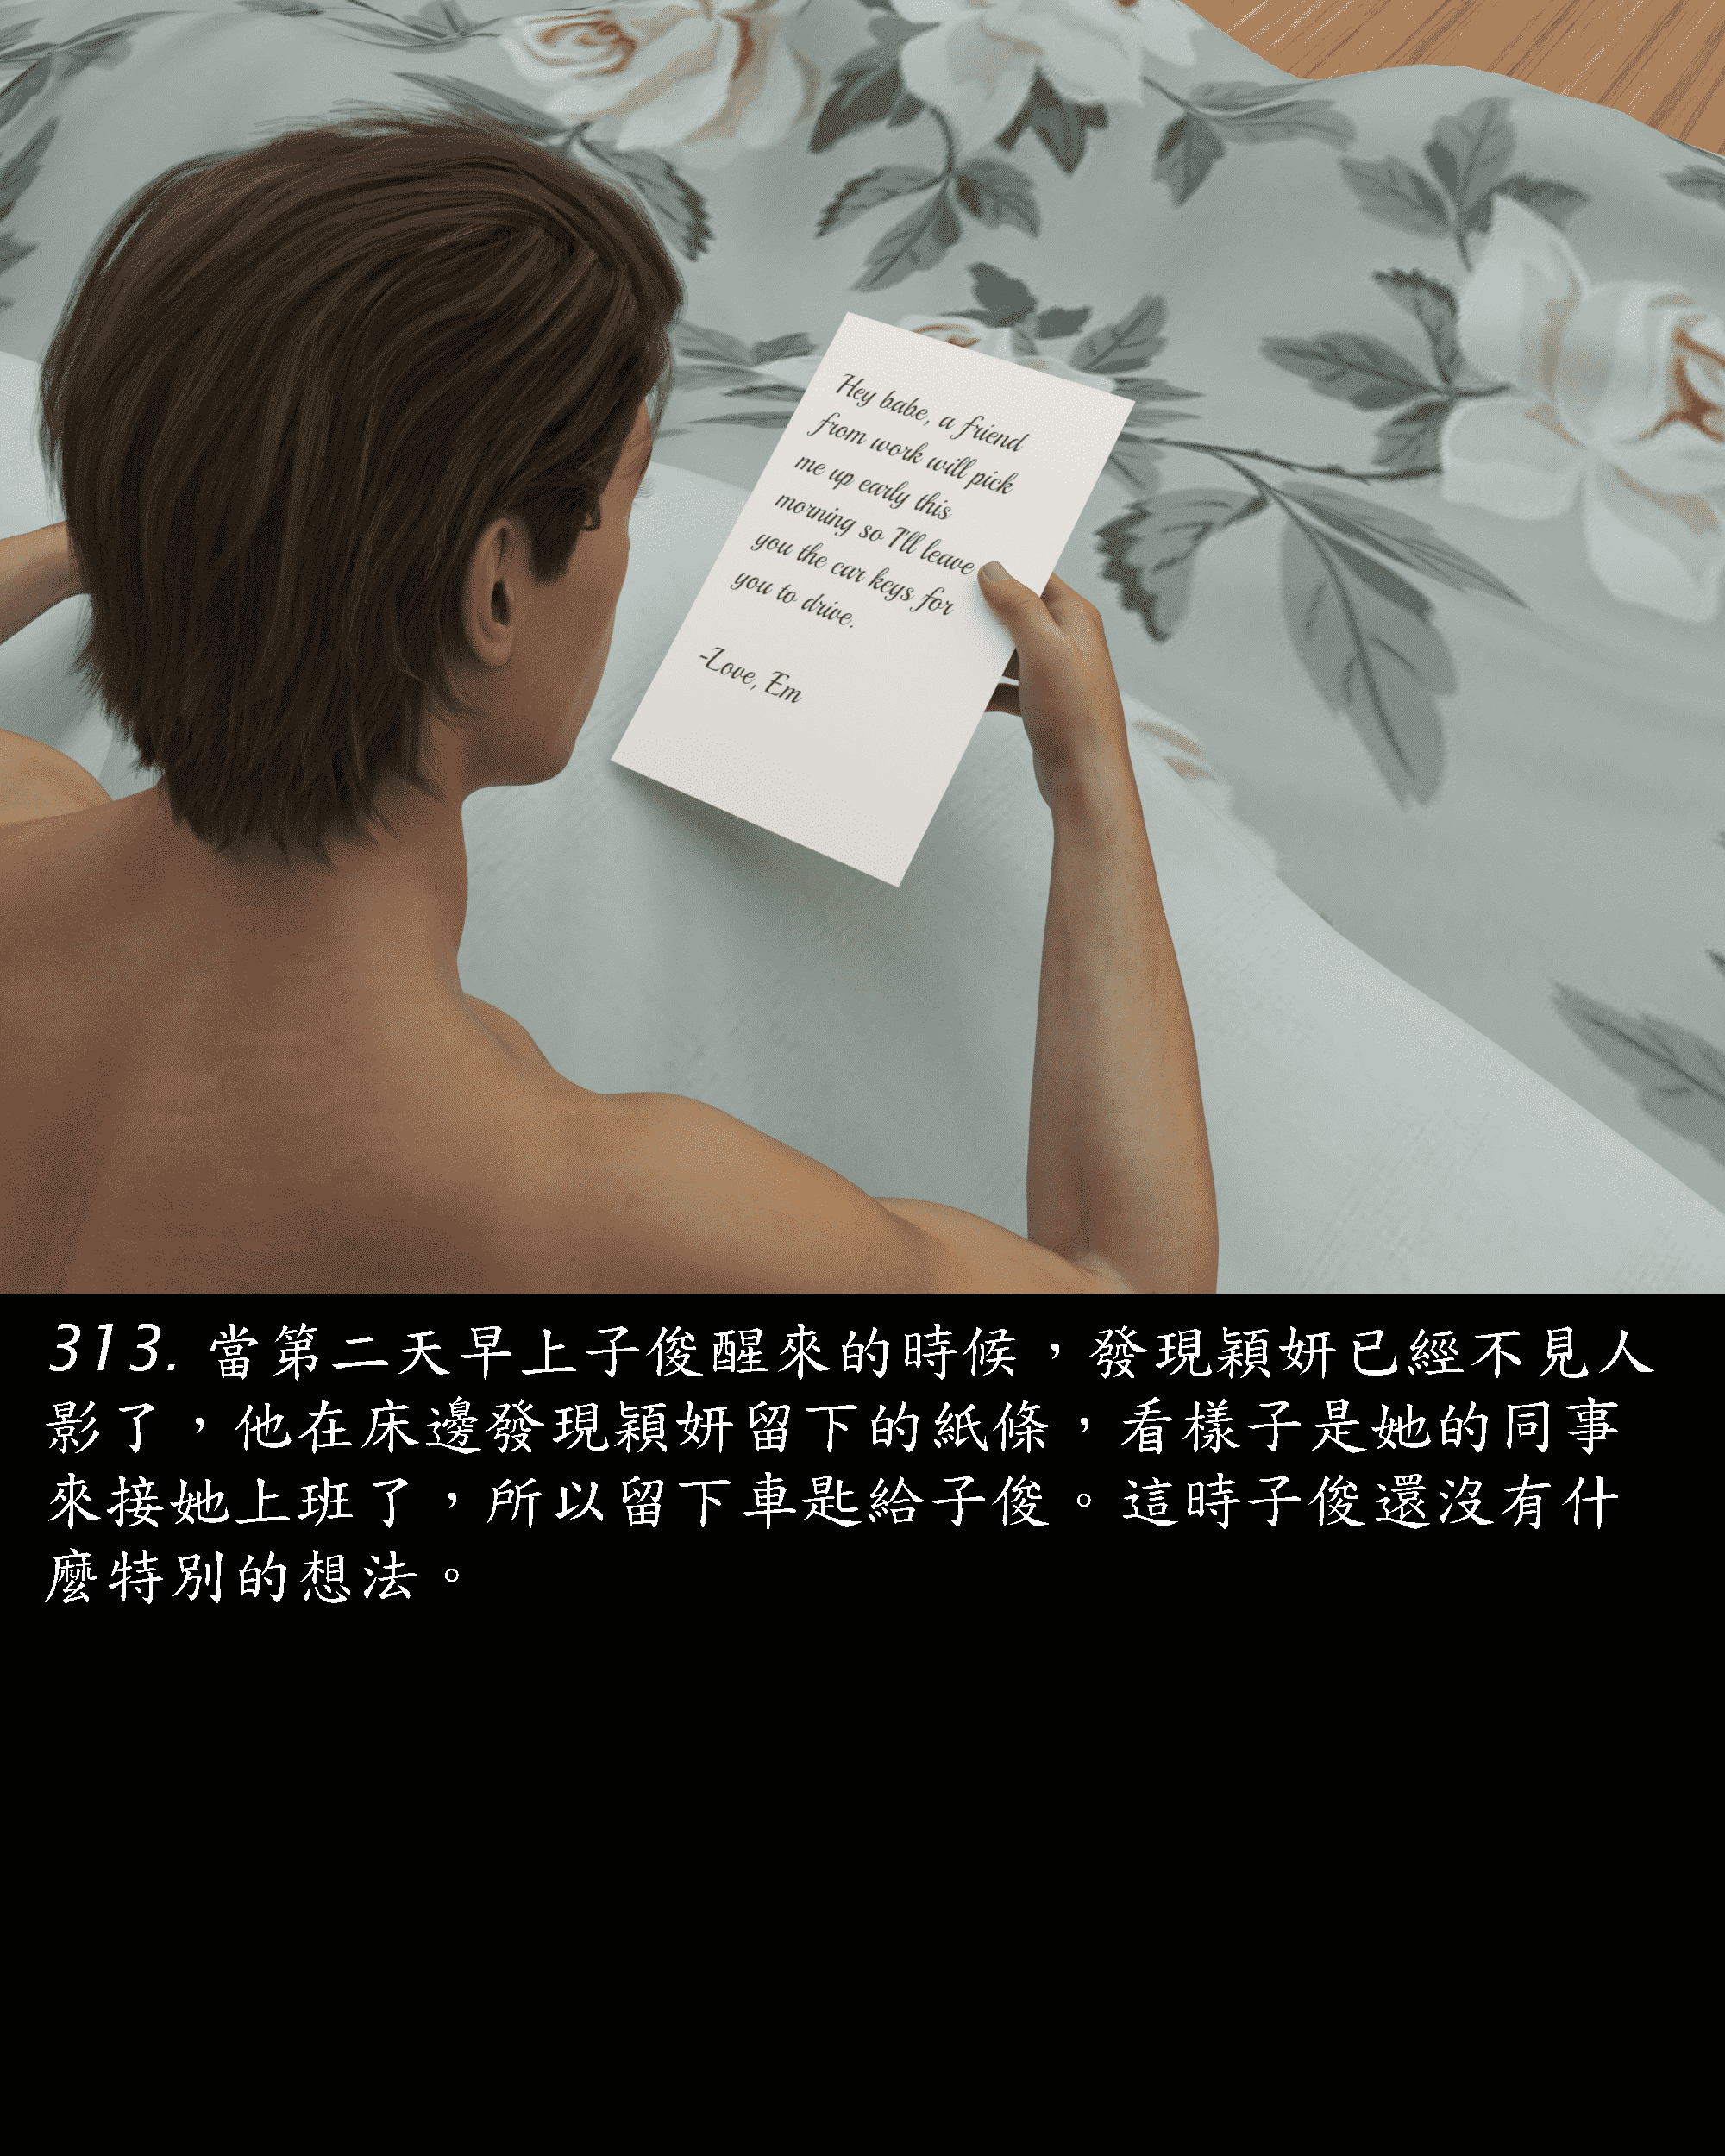 Hey babe, a friend
from work will pick
me up early this
morning so I'll leave
you the car keys for
you to drive.
-Love, Em
313. 當第二天早上子俊醒來的時候，發現穎妍已經不見人
影了，他在床邊發現穎妍留下的紙條，看樣子是她的同事
來接她上班了，所以留下車匙給子俊。這時子俊還沒有什
麼特別的想法。